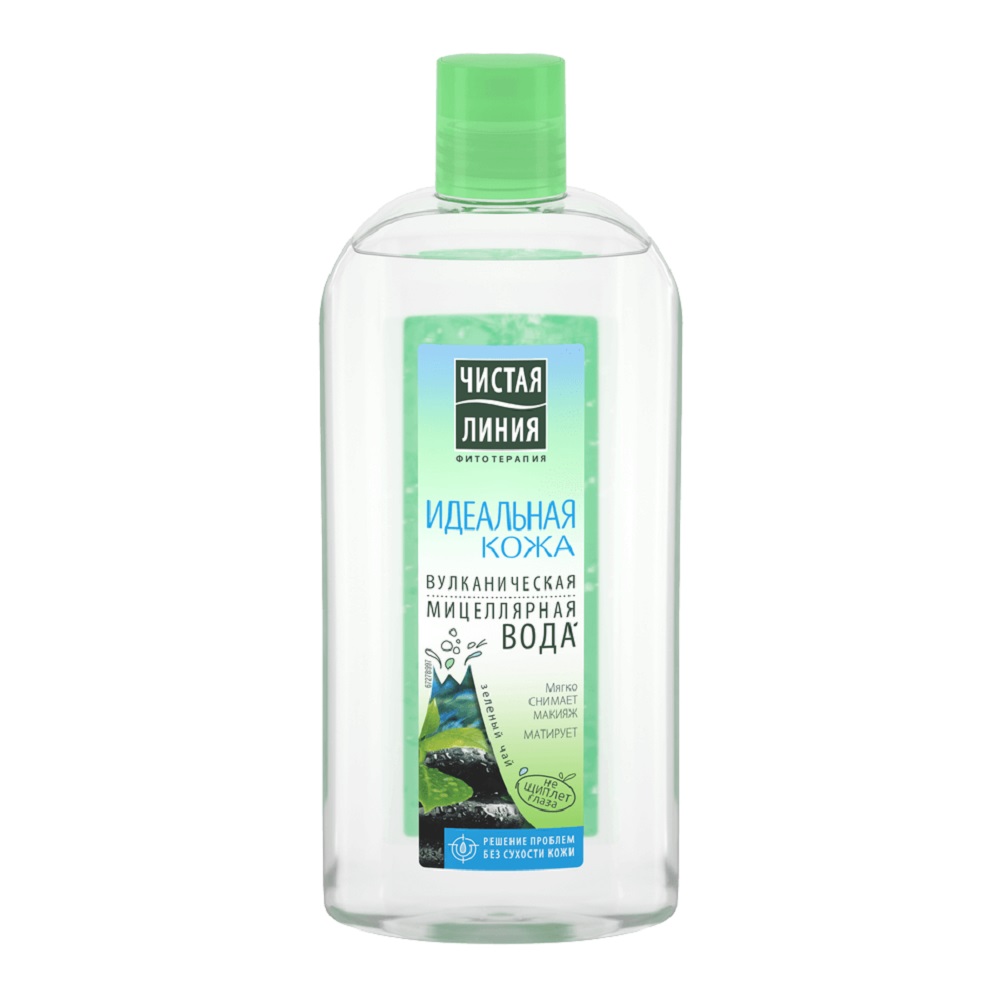 ЧИСТАЯ
ЛИНИЯ
ФИТОТЕРАПИЯ
ИДЕАЛЬНАЯ
КОЖА
ВУЛКАНИЧЕСКАЯ
МИЦЕЛЛЯРНАЯ
ВОДА
67278997
зеленый чай
Мягко
СНИМАЕТ
МАКИЯЖ
МАТИРУЕТ
не
щиплет
глаза
РЕШЕНИЕ ПРОБЛЕМ
БЕЗ СУХОСТИ КОЖИ